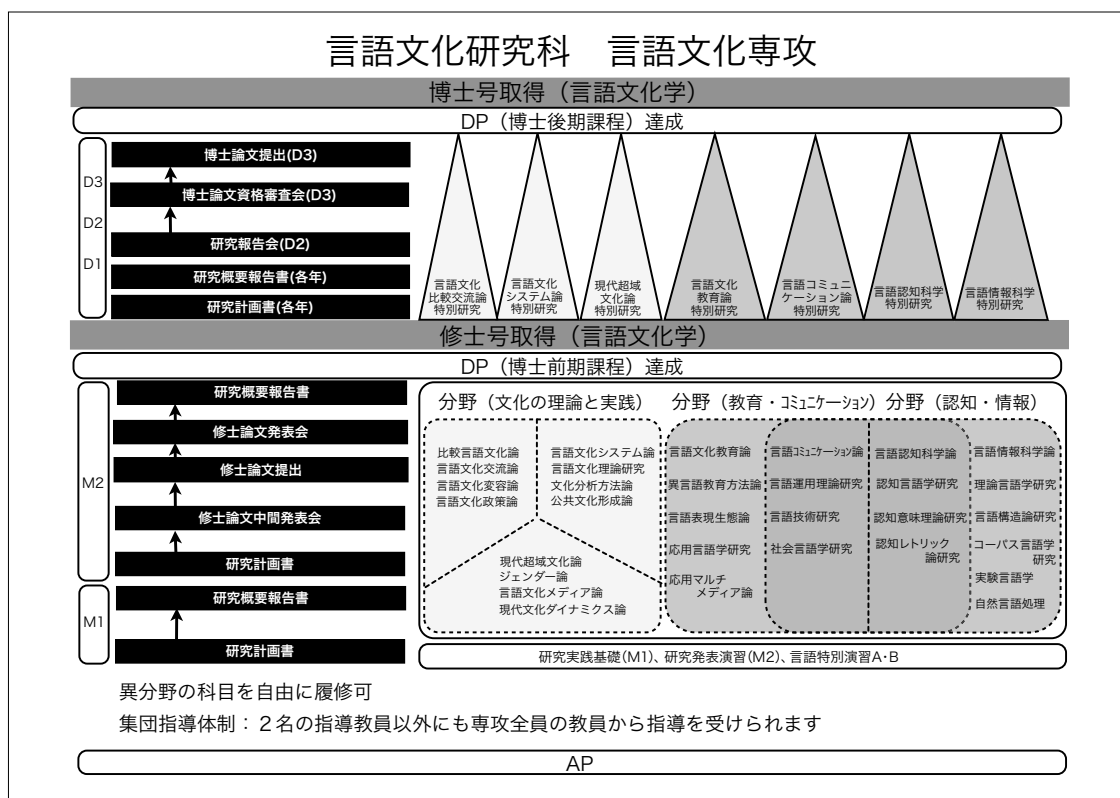 言語文化研究科　言語文化専攻
博士号取得（言語文化学）
DP（博士後期課程）達成
D3
D2
D1
博士論文提出(D3)
博士論文資格審査会(D3)
研究報告会(D2)
研究概要報告書(各年)
研究計画書(各年)
言語文化
比較交流論
特別研究
言語文化
システム論
特別研究
現代超域
文化論
特別研究
言語文化
教育論
特別研究
言語コミュニ
ケーション論
特別研究
言語認知科学
特別研究
言語情報科学
特別研究
修士号取得（言語文化学）
DP（博士前期課程）達成
M2
M1
研究概要報告書
修士論文発表会
修士論文提出
修士論文中間発表会
研究計画書
研究概要報告書
研究計画書
分野（文化の理論と実践）
比較言語文化論
言語文化交流論
言語文化変容論
言語文化政策論
言語文化システム論
言語文化理論研究
文化分析方法論
公共文化形成論
現代超域文化論
ジェンダー論
言語文化メディア論
現代文化ダイナミクス論
分野（教育・ｺﾐｭﾆｹｰｼｮﾝ）
言語文化教育論
異言語教育方法論
言語表現生態論
応用言語学研究
応用マルチ
メディア論
言語ｺﾐｭﾆｹｰｼｮﾝ論
言語運用理論研究
言語技術研究
社会言語学研究
分野（認知・情報）
言語認知科学論
認知言語学研究
認知意味理論研究
認知レトリック
論研究
言語情報科学論
理論言語学研究
言語構造論研究
コーパス言語学
研究
実験言語学
自然言語処理
研究実践基礎(M1)、研究発表演習(M2)、言語特別演習A・B
異分野の科目を自由に履修可
集団指導体制：２名の指導教員以外にも専攻全員の教員から指導を受けられます
AP